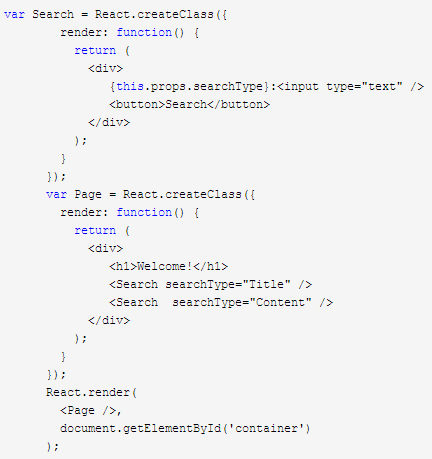 var Search = React.createClass({
        render: function() {
          return (
            <div>
               {this.props.searchType}:<input type="text" />
               <button>Search</button>
            </div>
          );
        }
      });
      var Page = React.createClass({
        render: function() {
          return (
            <div>
               <h1>Welcome!</h1>
               <Search searchType="Title" />
               <Search  searchType="Content" />
            </div>
          );
        }
      });
      React.render(
        <Page />,
        document.getElementById('container')
      );